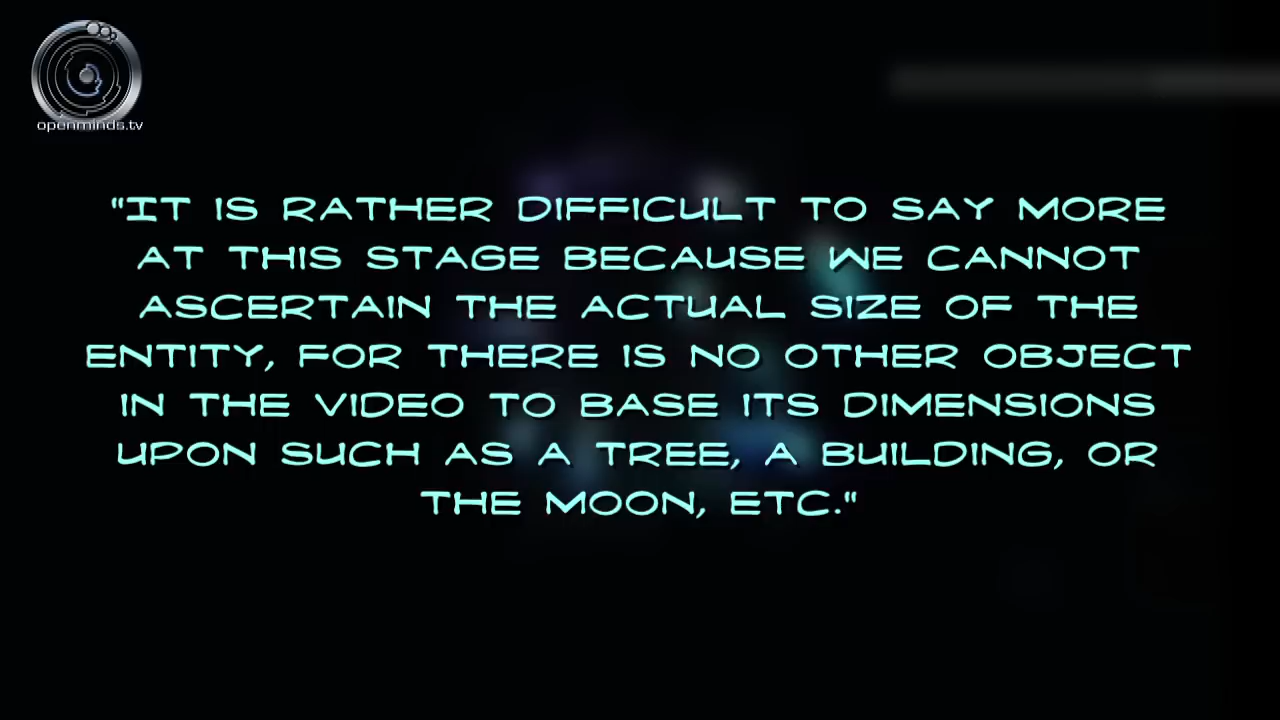 openminds.tv
"IT IS RATHER DIFFICULT TO SAY MORE
AT THIS STAGE BECAUSE WE CANNOT
ASCERTAIN THE ACTUAL SIZE OF THE
ENTITY, FOR THERE IS NO OTHER OBJECT
IN THE VIDEO TO BASE ITS DIMENSIONS
UPON SUCH AS A TREE, A BUILDING, OR
THE MOON, ETC."